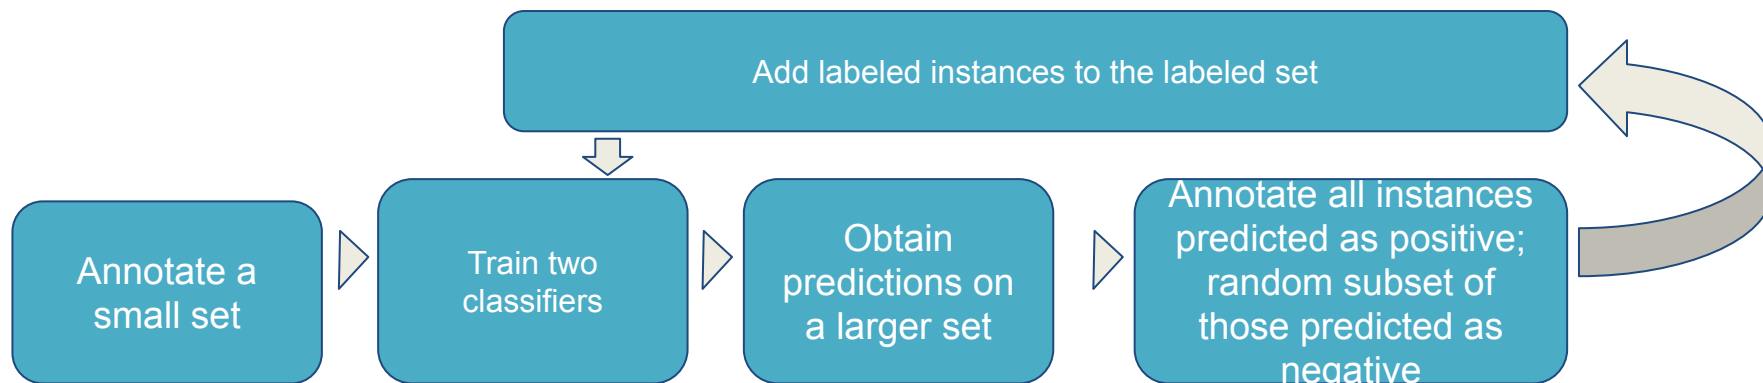 Add labeled instances to the labeled set
Annotate a
small set
Train two
classifiers
Obtain
predictions on
a larger set
Annotate all instances
predicted as positive;
random subset of
those predicted as
negative